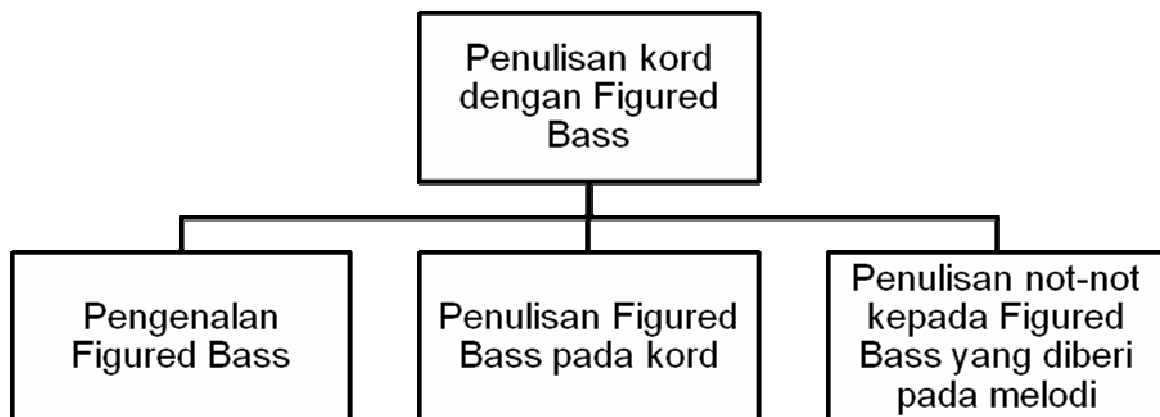 Penulisan kord
dengan Figured
Bass
Pengenalan
Figured Bass
Penulisan Figured
Bass pada kord
Penulisan not-not
kepada Figured
Bass yang diberi
pada melodi